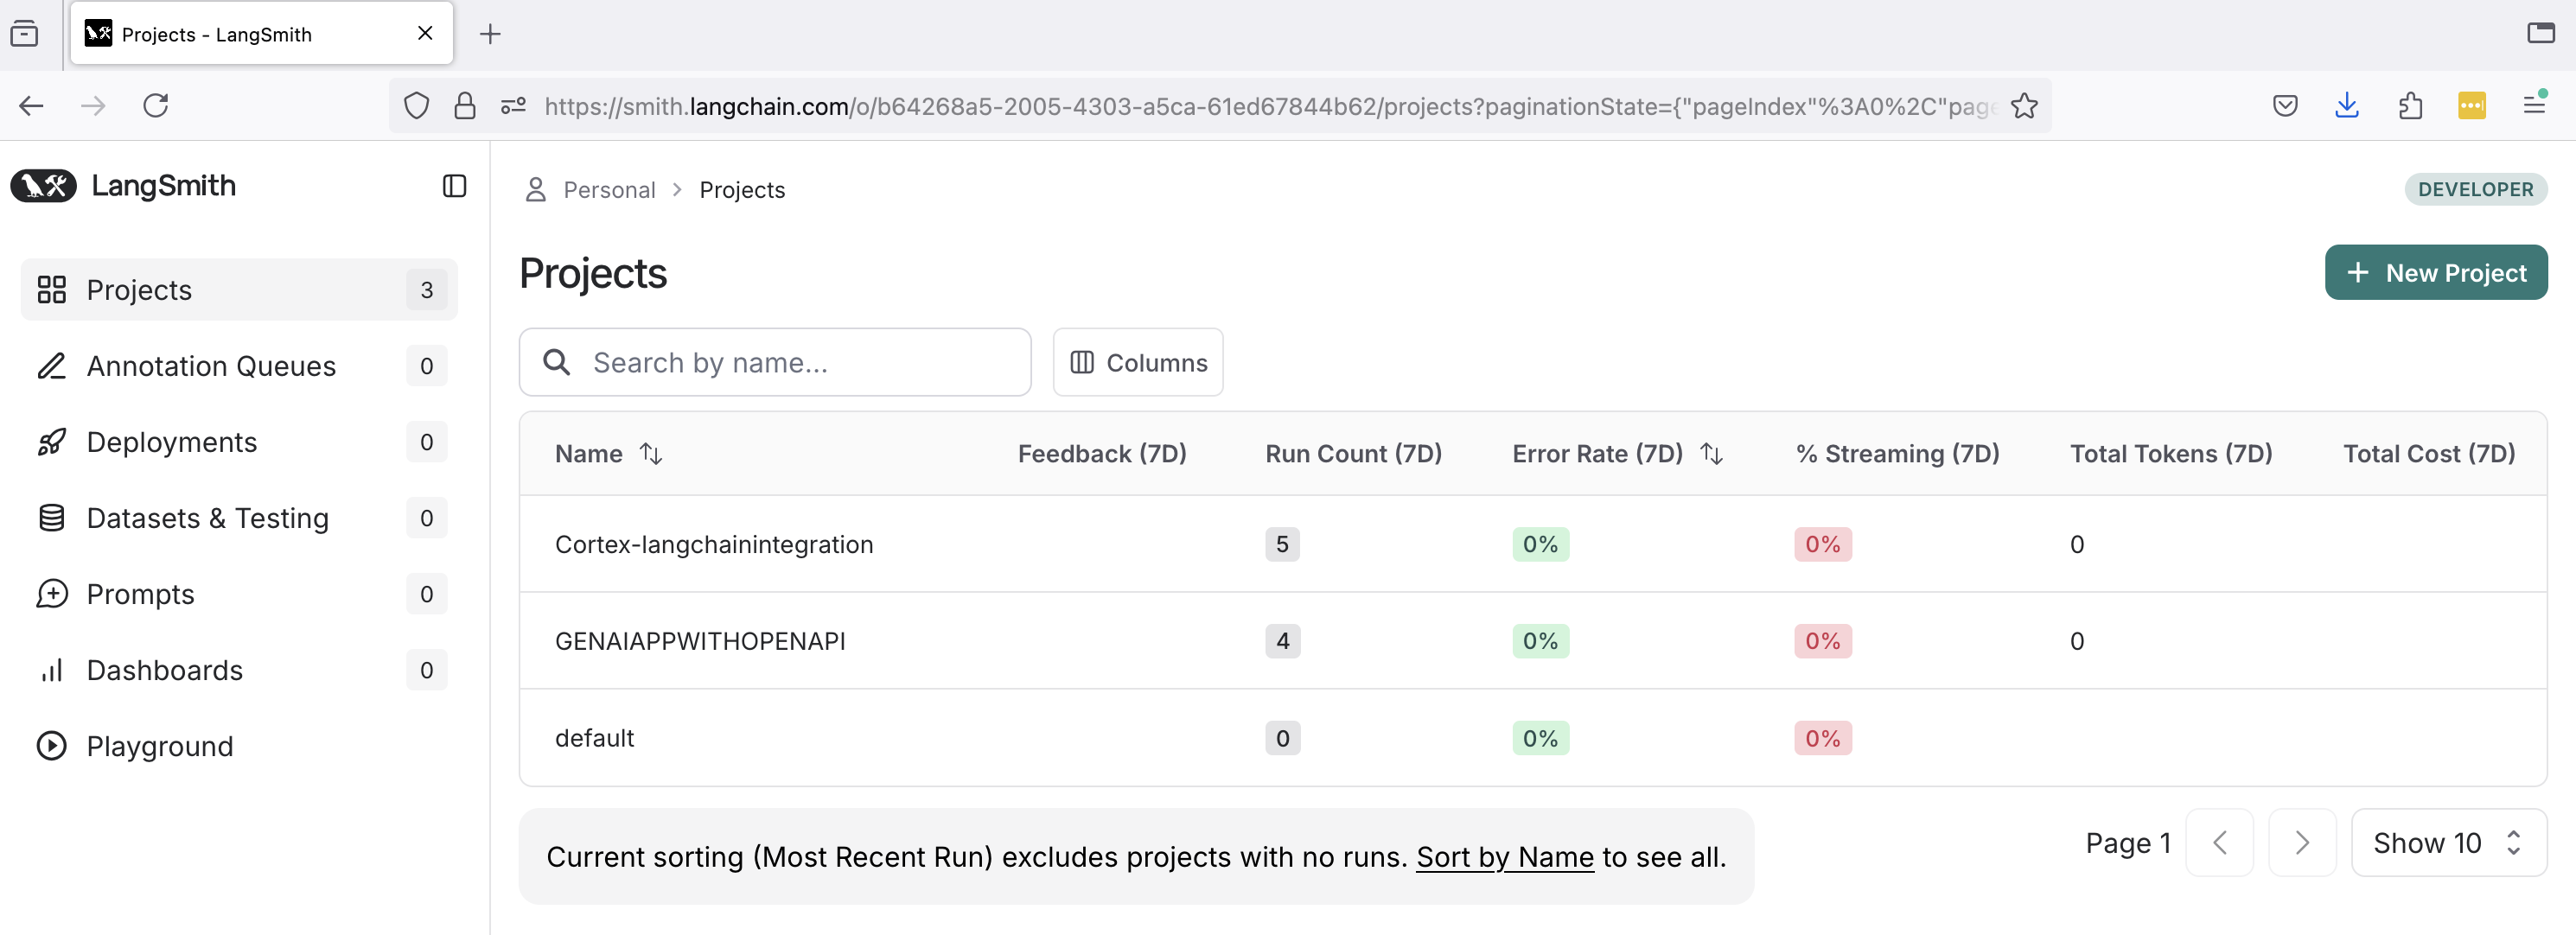 Projects - LangSmith
https://smith.langchain.com/o/b64268a5-2005-4303-a5ca-61ed67844b62/projects?paginationState={"pageIndex"%3A0%2C"page
LangSmith
Personal > Projects
DEVELOPER
Projects 3
Annotation Queues 0
Deployments 0
Datasets & Testing 0
Prompts 0
Dashboards 0
Playground
Projects
+ New Project
Search by name...
Columns
Name Feedback (7D) Run Count (7D) Error Rate (7D) % Streaming (7D) Total Tokens (7D) Total Cost (7D)
Cortex-langchainintegration 5 0% 0% 0
GENAIAPPWITHOPENAPI 4 0% 0% 0
default 0 0% 0%
Current sorting (Most Recent Run) excludes projects with no runs. Sort by Name to see all.
Page 1 Show 10